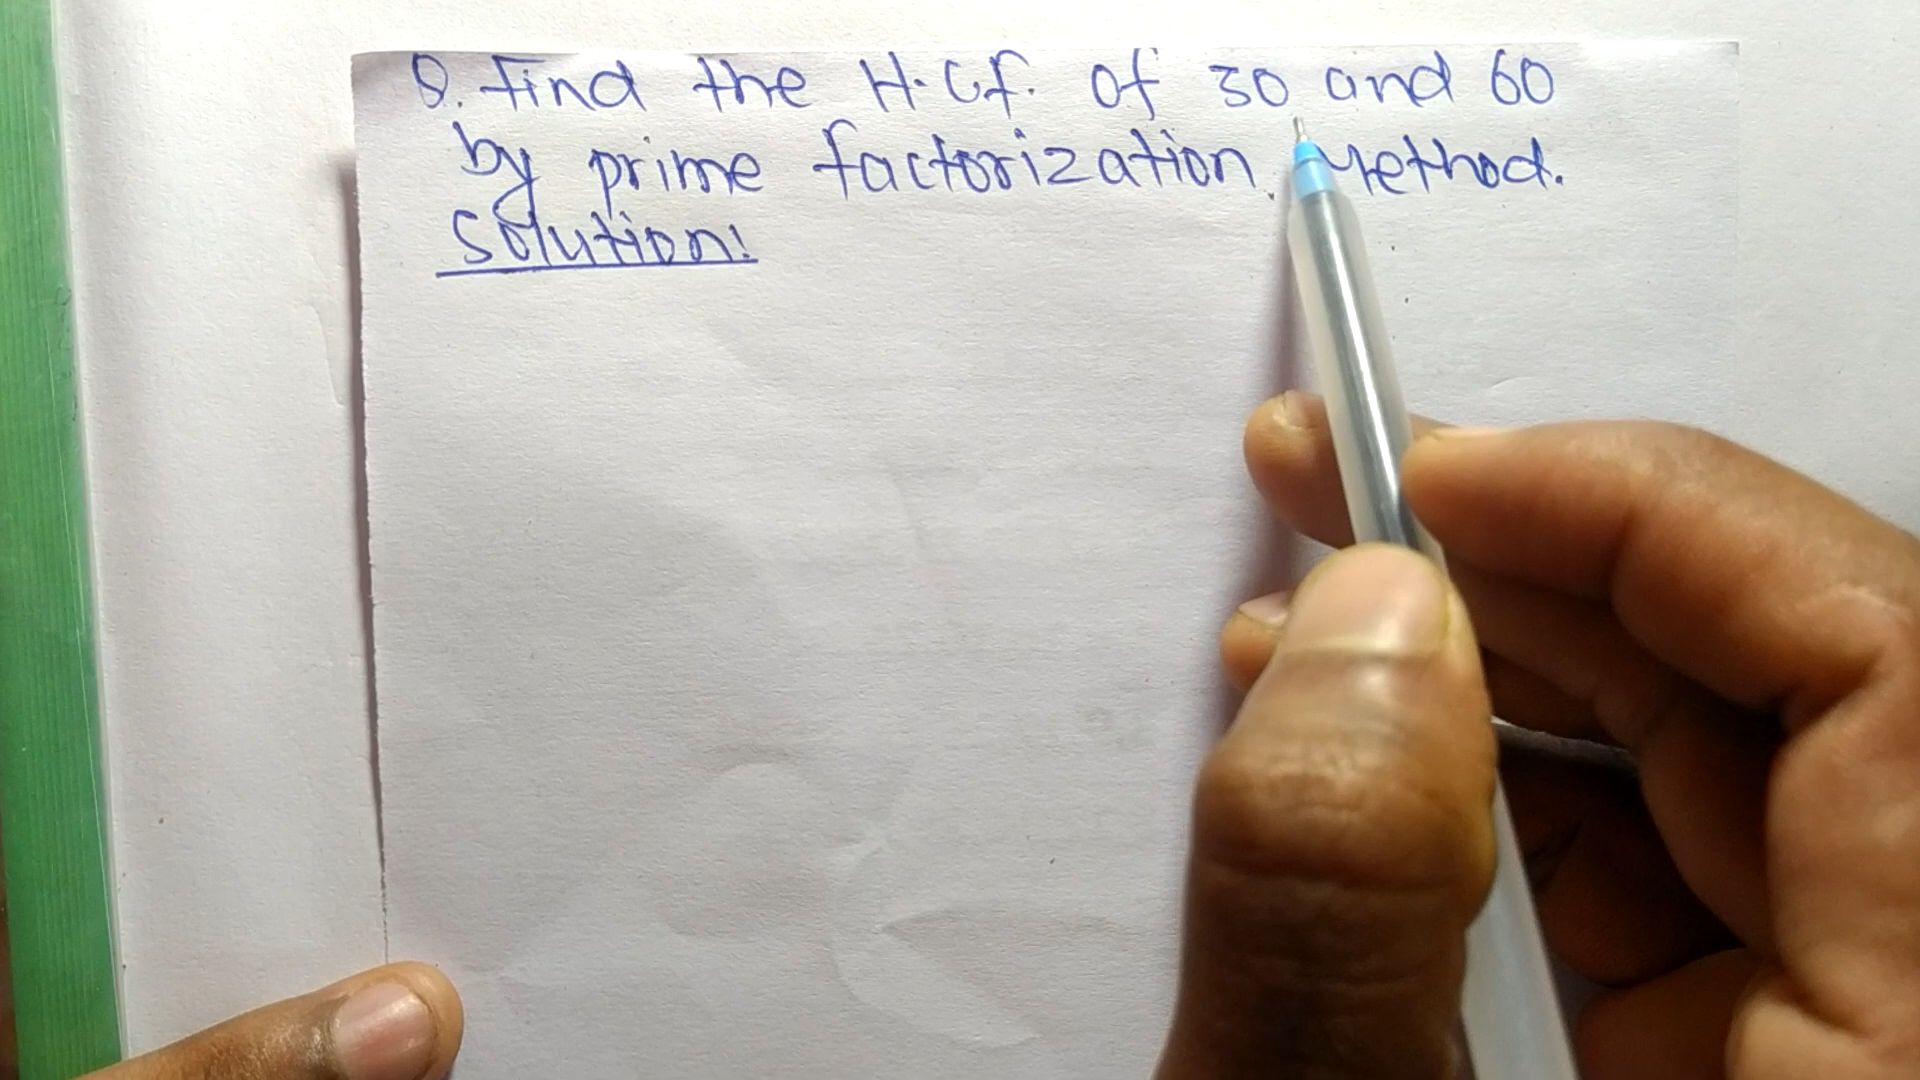 Q. Find the H.C.F. of 30 and 60
by prime factorization Method.
Solution: